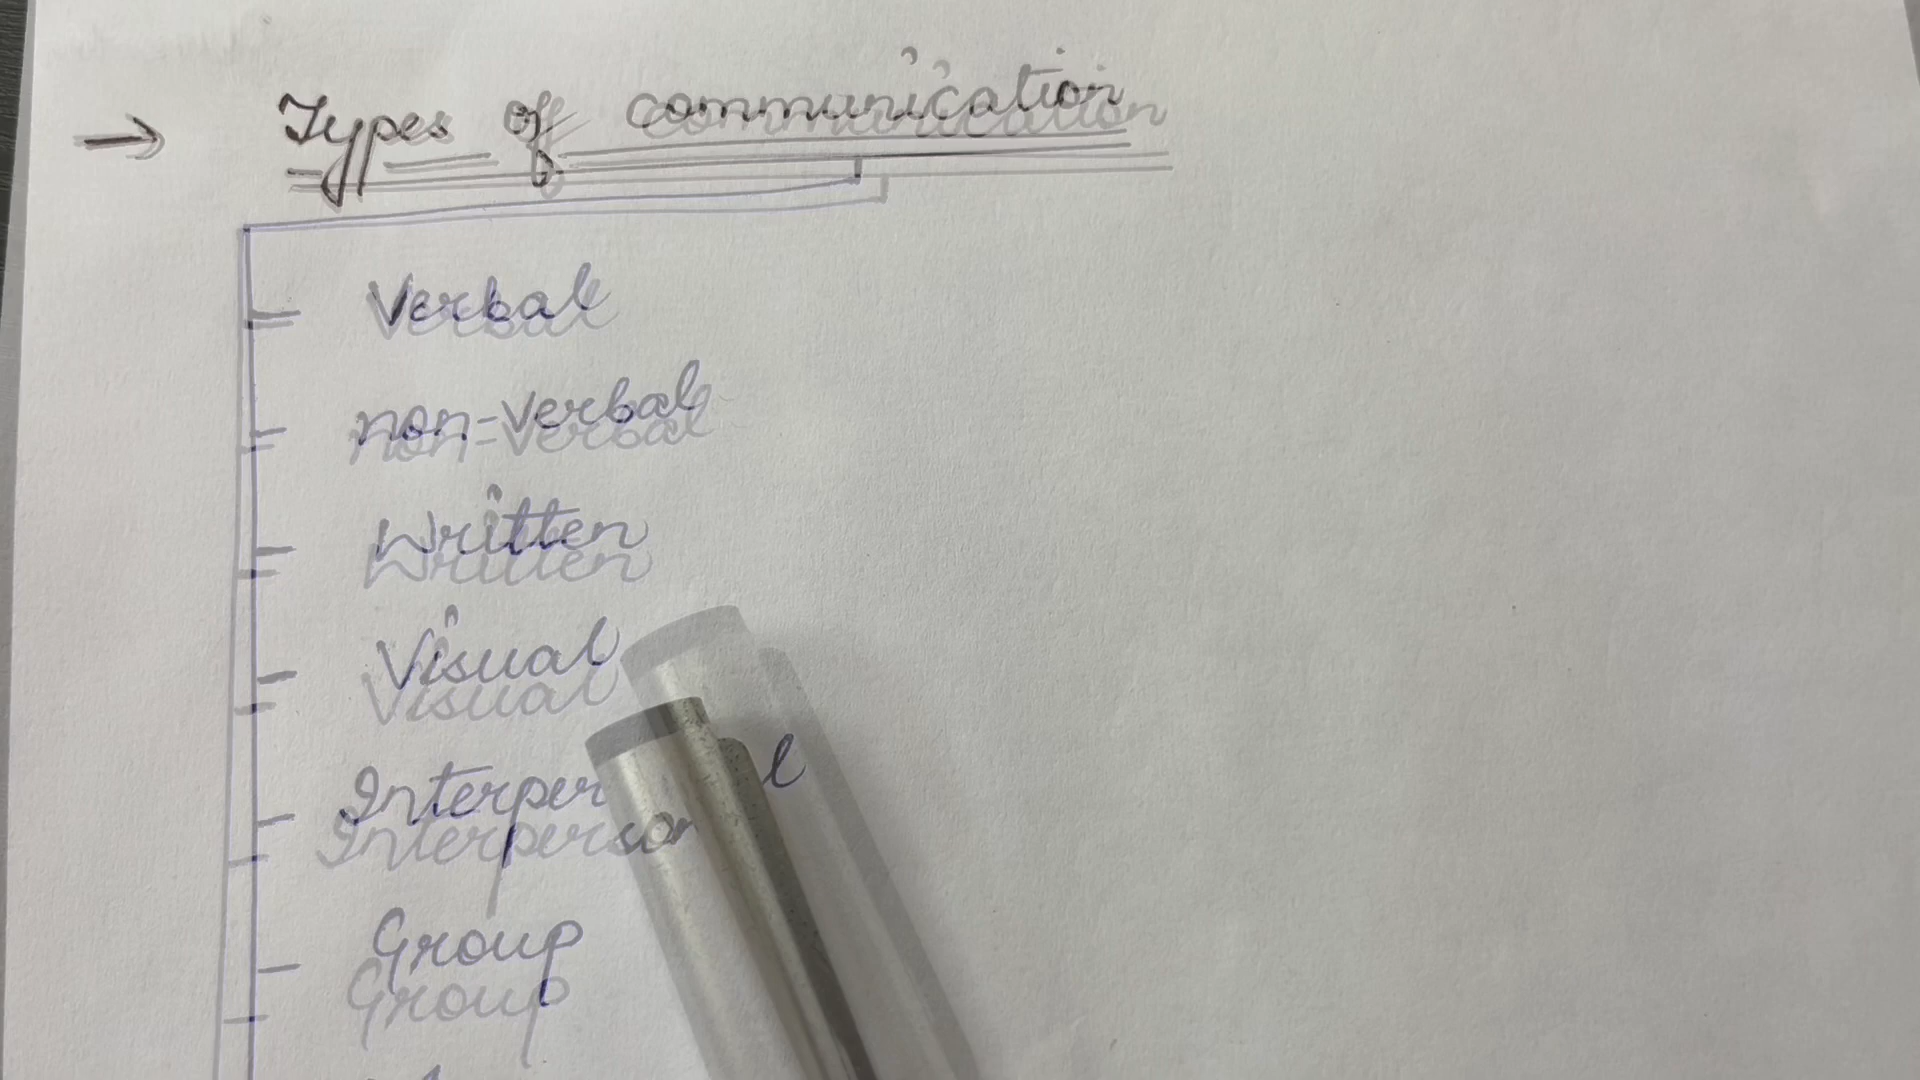 → Types of communication
Verbal
non-verbal
Written
Visual
Interpersonal
Group